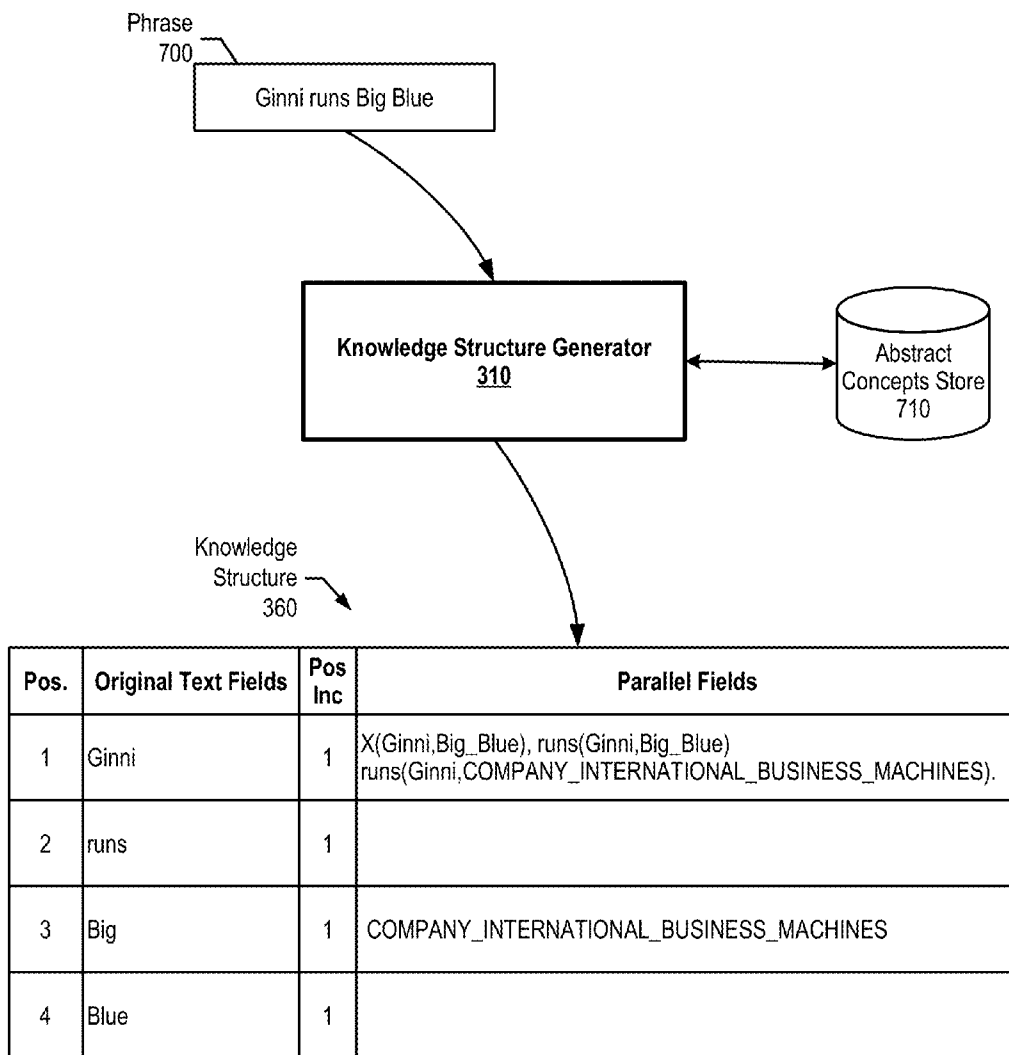 Phrase
700
Ginni runs Big Blue
Knowledge Structure Generator
310
Abstract
Concepts Store
710
Knowledge
Structure
360
Pos. Original Text Fields Pos Inc Parallel Fields
1 Ginni 1 X(Ginni,Big_Blue), runs(Ginni,Big_Blue)
runs(Ginni,COMPANY_INTERNATIONAL_BUSINESS_MACHINES).
2 runs 1
3 Big 1 COMPANY_INTERNATIONAL_BUSINESS_MACHINES
4 Blue 1